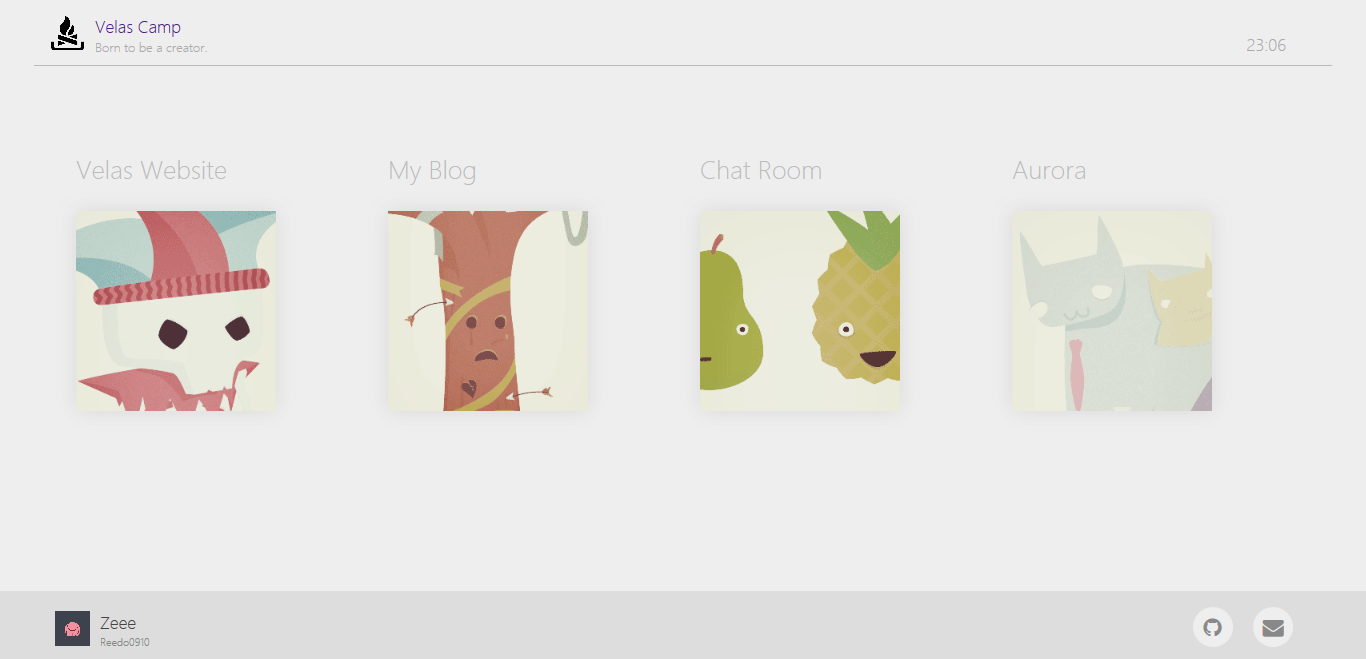 Velas Camp
Born to be a creator.
23:06
Velas Website
My Blog
Chat Room
Aurora
Zeee
Reedo0910